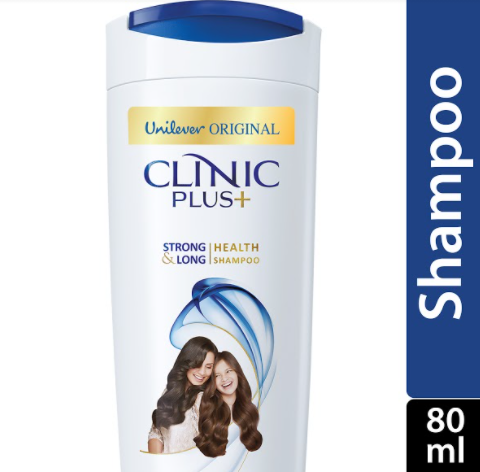 Unilever ORIGINAL
CLINIC
PLUS+
STRONG
& LONG
HEALTH
SHAMPOO
Shampoo
80
ml